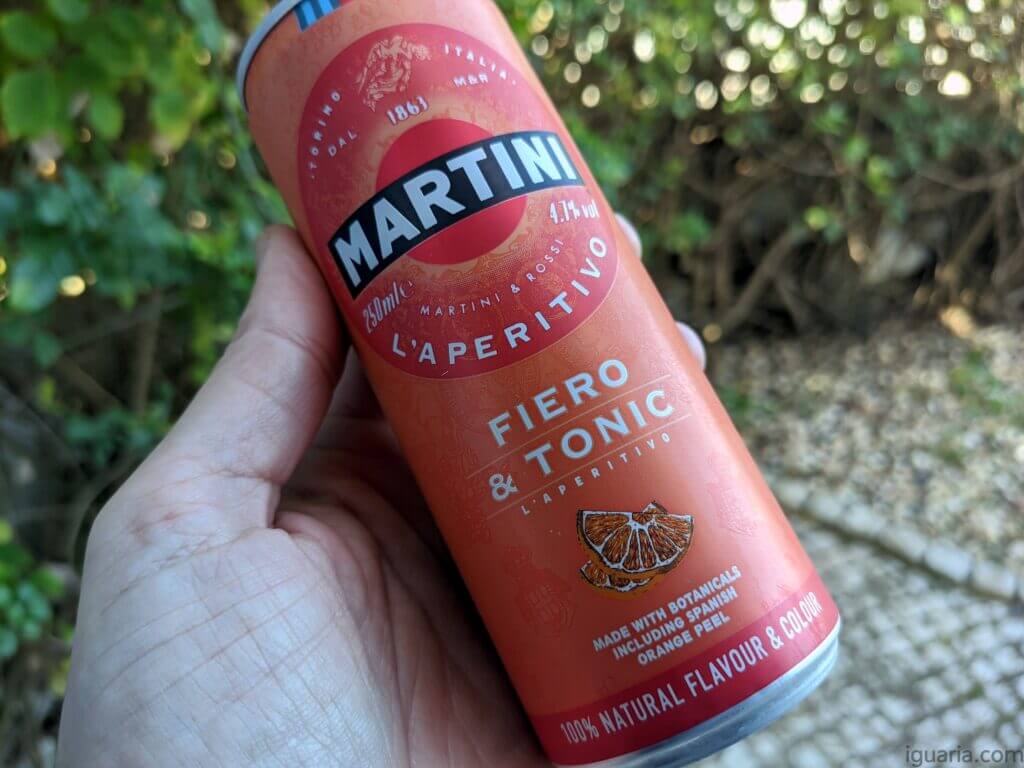 TORINO ITALIA
DAL 1863 M&R
MARTINI
4.7% vol
250ml e
MARTINI & ROSSI
L'APERITIVO
FIERO
& TONIC
L'APERITIVO
MADE WITH BOTANICALS
INCLUDING SPANISH
ORANGE PEEL
100% NATURAL FLAVOUR & COLOUR
iguaria.com